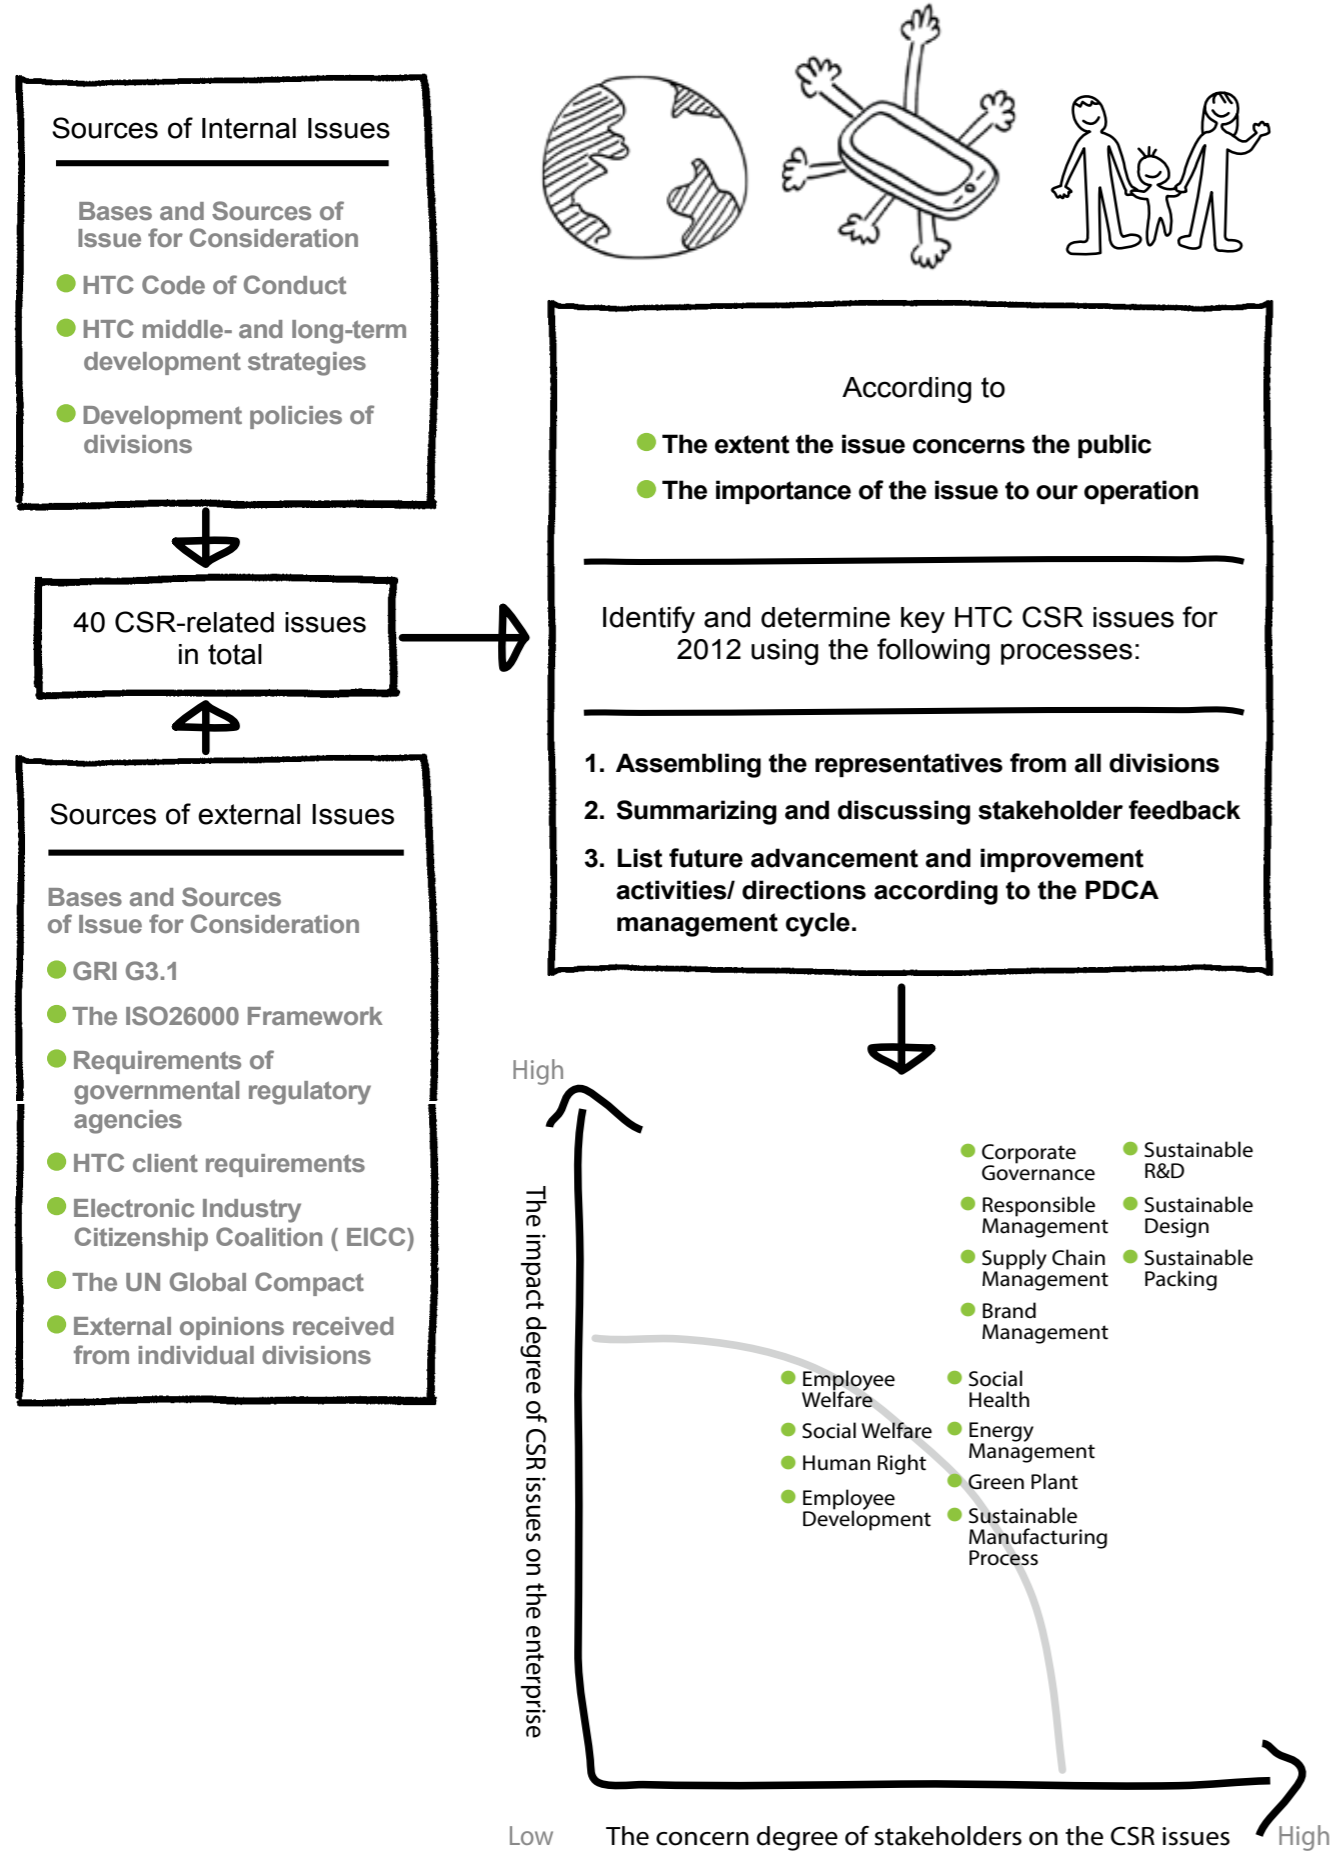 Sources of Internal Issues
Bases and Sources of
Issue for Consideration
HTC Code of Conduct
HTC middle- and long-term
development strategies
Development policies of
divisions
40 CSR-related issues
in total
Sources of external Issues
Bases and Sources
of Issue for Consideration
GRI G3.1
The ISO26000 Framework
Requirements of
governmental regulatory
agencies
HTC client requirements
Electronic Industry
Citizenship Coalition ( EICC)
The UN Global Compact
External opinions received
from individual divisions
According to
The extent the issue concerns the public
The importance of the issue to our operation
Identify and determine key HTC CSR issues for
2012 using the following processes:
1. Assembling the representatives from all divisions
2. Summarizing and discussing stakeholder feedback
3. List future advancement and improvement
activities/ directions according to the PDCA
management cycle.
High
The impact degree of CSR issues on the enterprise
Corporate
Governance
Responsible
Management
Supply Chain
Management
Brand
Management
Sustainable
R&D
Sustainable
Design
Sustainable
Packing
Employee
Welfare
Social Welfare
Human Right
Employee
Development
Social
Health
Energy
Management
Green Plant
Sustainable
Manufacturing
Process
Low
The concern degree of stakeholders on the CSR issues
High